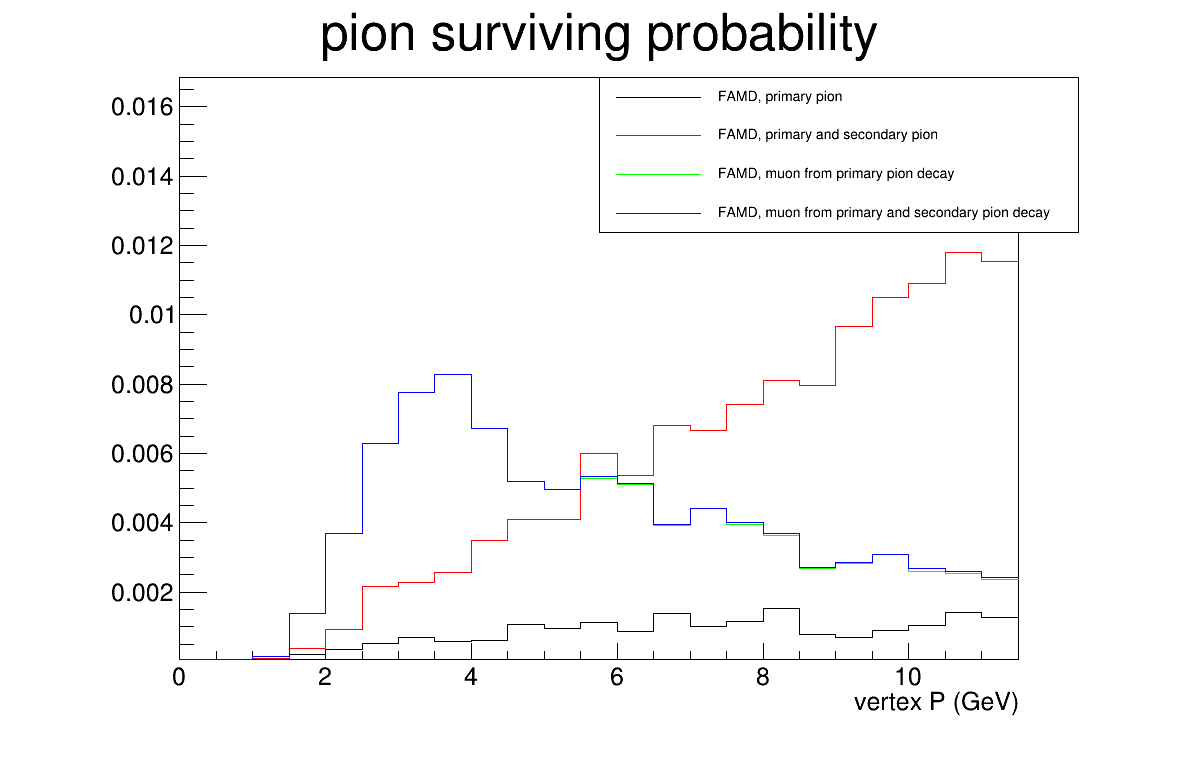 pion surviving probability
FAMD, primary pion
FAMD, primary and secondary pion
FAMD, muon from primary pion decay
FAMD, muon from primary and secondary pion decay
0.016
0.014
0.012
0.01
0.008
0.006
0.004
0.002
0 2 4 6 8 10
vertex P (GeV)